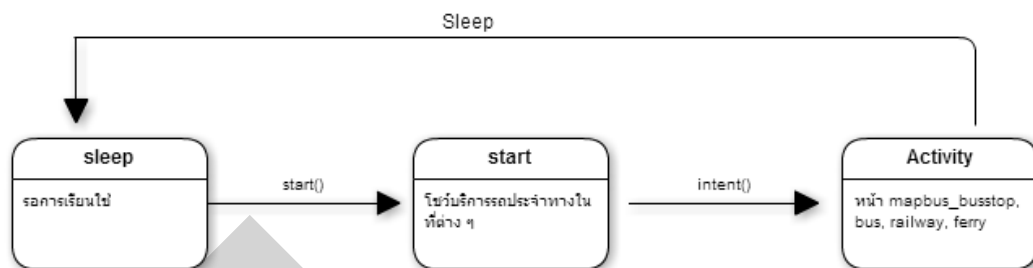 Sleep
sleep
รอการเรียนใช้
start()
start
โชว์บริการรถประจำทางใน
ที่ต่าง ๆ
intent()
Activity
หน้า mapbus_busstop,
bus, railway, ferry